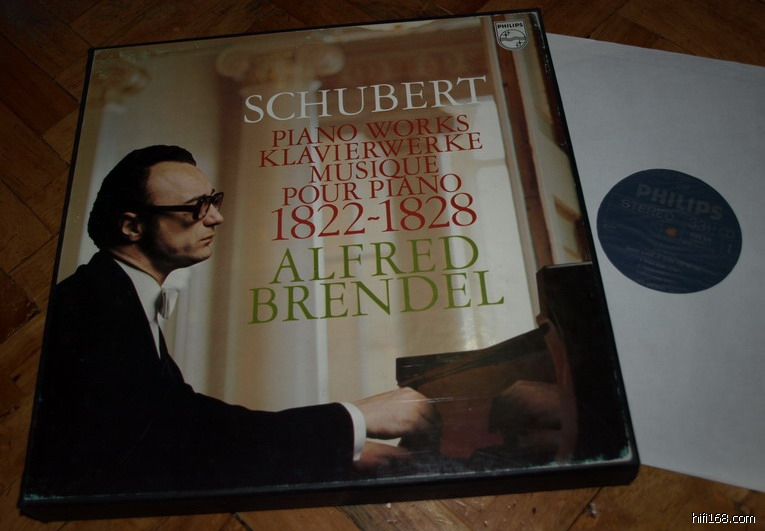 PHILIPS
SCHUBERT
PIANO WORKS
KLAVIERWERKE
MUSIQUE
POUR PIANO
1822-1828
ALFRED
BRENDEL
PHILIPS
STEREO
hifi168.com